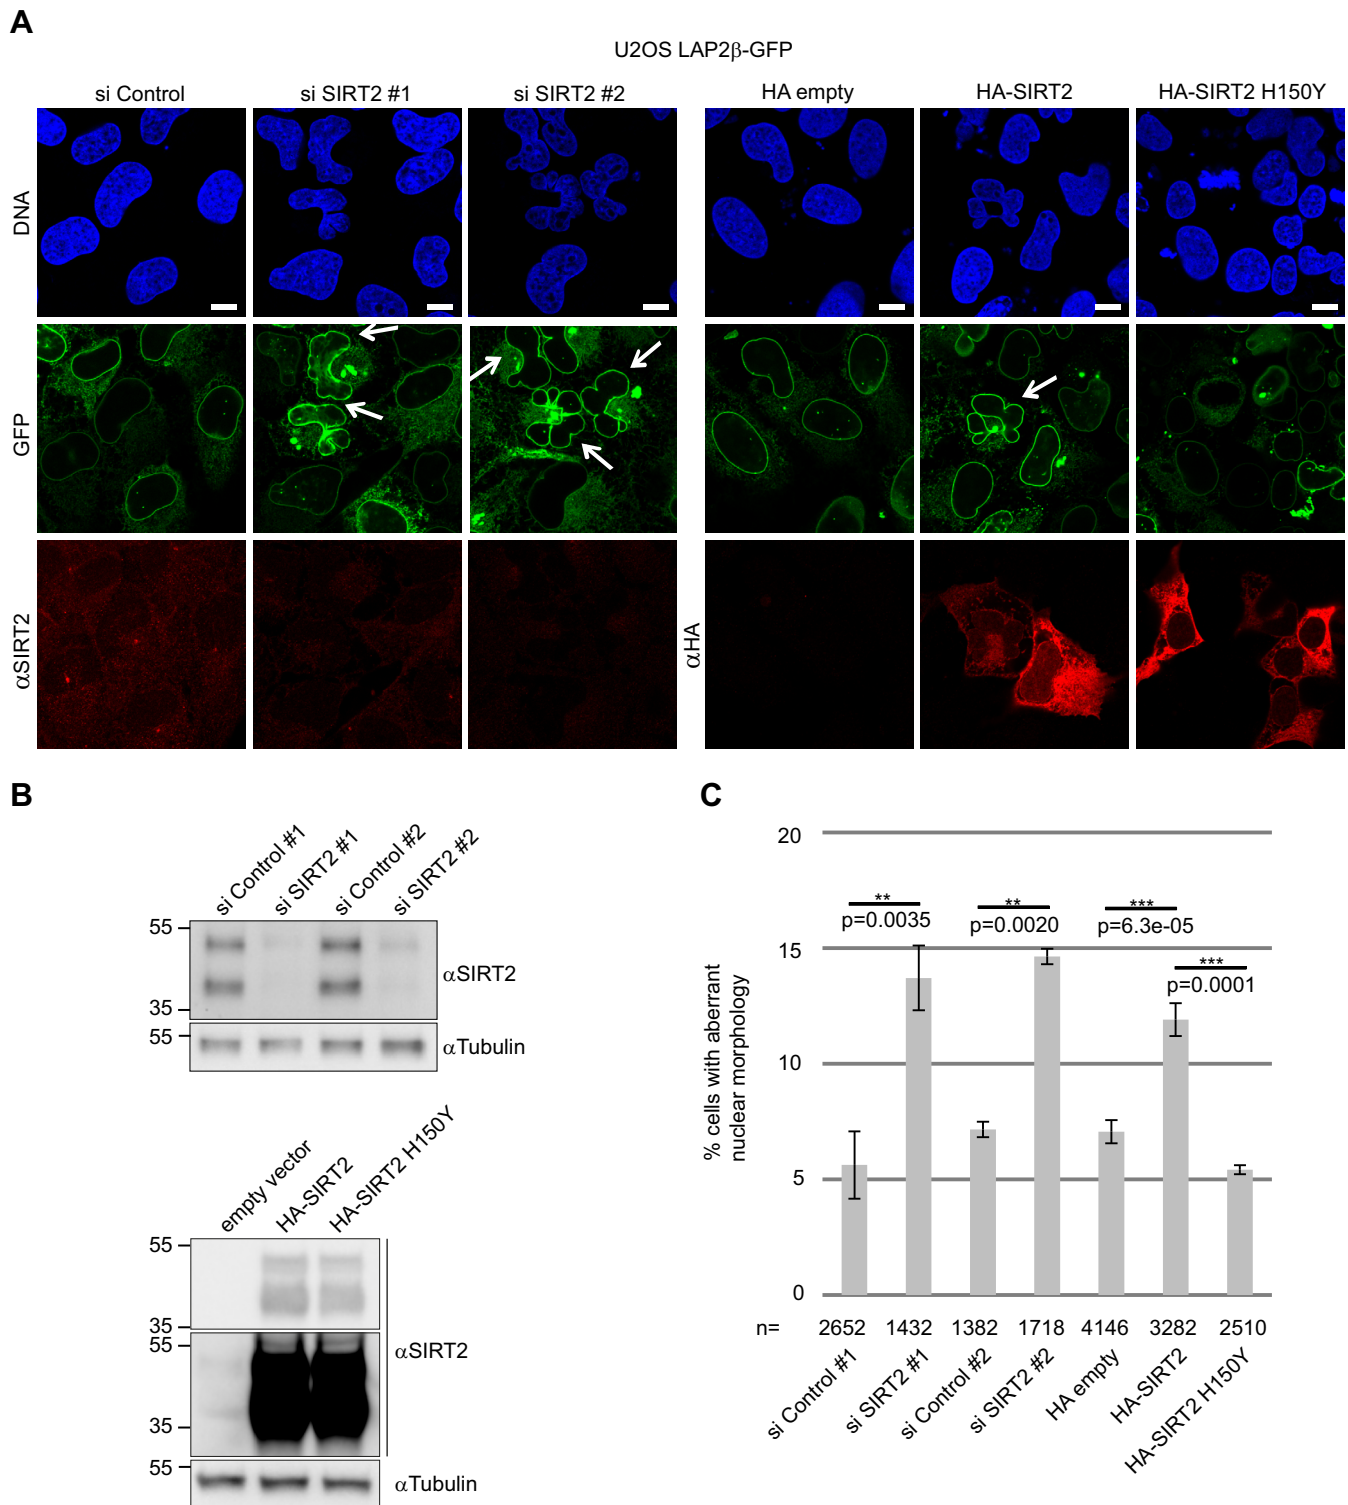 A
U2OS LAP2β-GFP
si Control si SIRT2 #1 si SIRT2 #2 HA empty HA-SIRT2 HA-SIRT2 H150Y
DNA
GFP
αSIRT2
αHA
B
si Control #1 si SIRT2 #1 si Control #2 si SIRT2 #2
55
35
αSIRT2
55
αTubulin
empty vector HA-SIRT2 HA-SIRT2 H150Y
55
35
55
αSIRT2
35
55
αTubulin
C
20
** ** ***
p=0.0035 p=0.0020 p=6.3e-05
15
***
p=0.0001
10
5
0
% cells with aberrant
nuclear morphology
n= 2652 1432 1382 1718 4146 3282 2510
si Control #1 si SIRT2 #1 si Control #2 si SIRT2 #2 HA empty HA-SIRT2 HA-SIRT2 H150Y